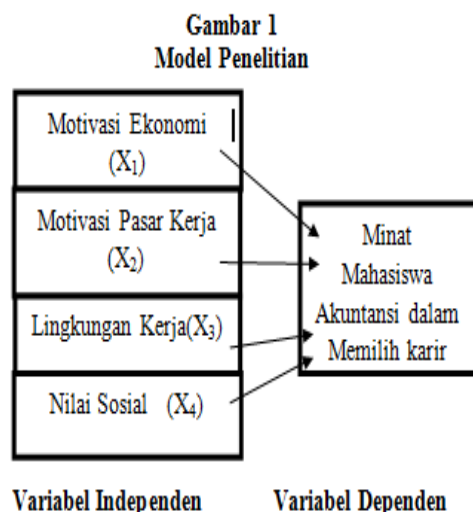 Gambar 1
Model Penelitian
Motivasi Ekonomi
(X₁)
Motivasi Pasar Kerja
(X₂)
Lingkungan Kerja(X₃)
Nilai Sosial (X₄)
Minat
Mahasiswa
Akuntansi dalam
Memilih karir
Variabel Independen
Variabel Dependen